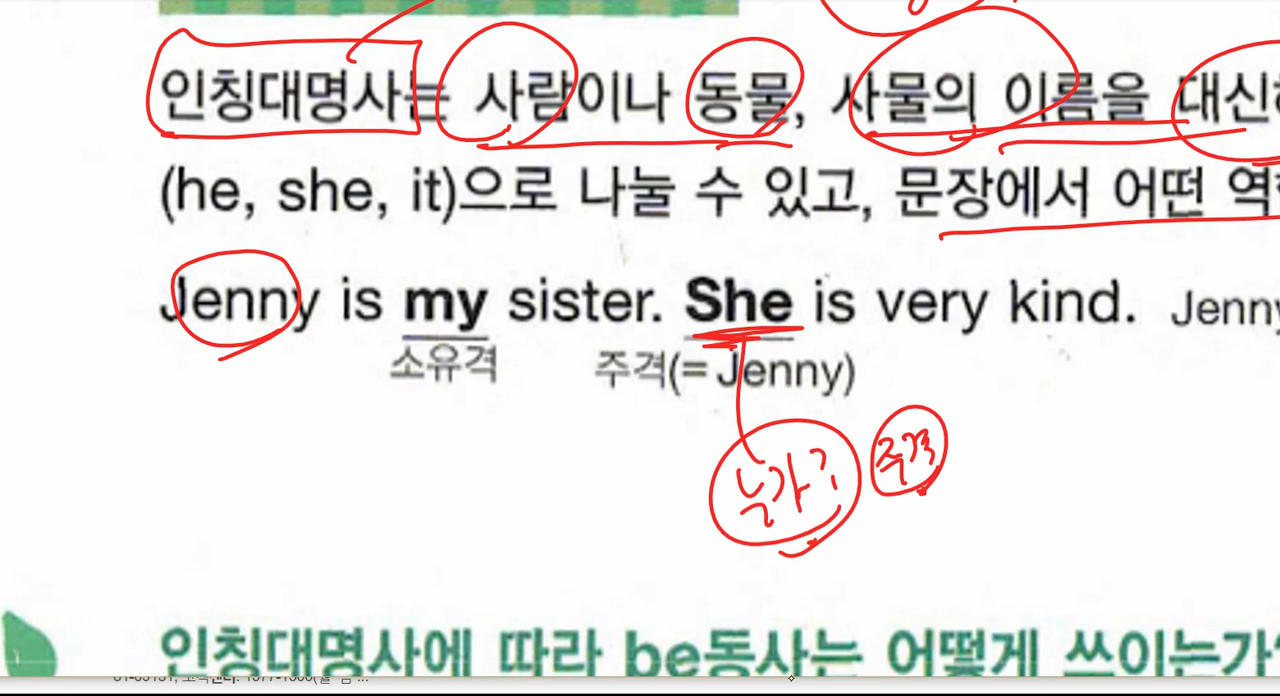 인칭대명사는 사람이나 동물, 사물의 이름을 대신
(he, she, it)으로 나눌 수 있고, 문장에서 어떤
Jenny is my sister. She is very kind. Jenny
소유격 주격(= Jenny)
누가? 주격
인칭대명사에 따라 be동사는 어떻게 쓰이는가